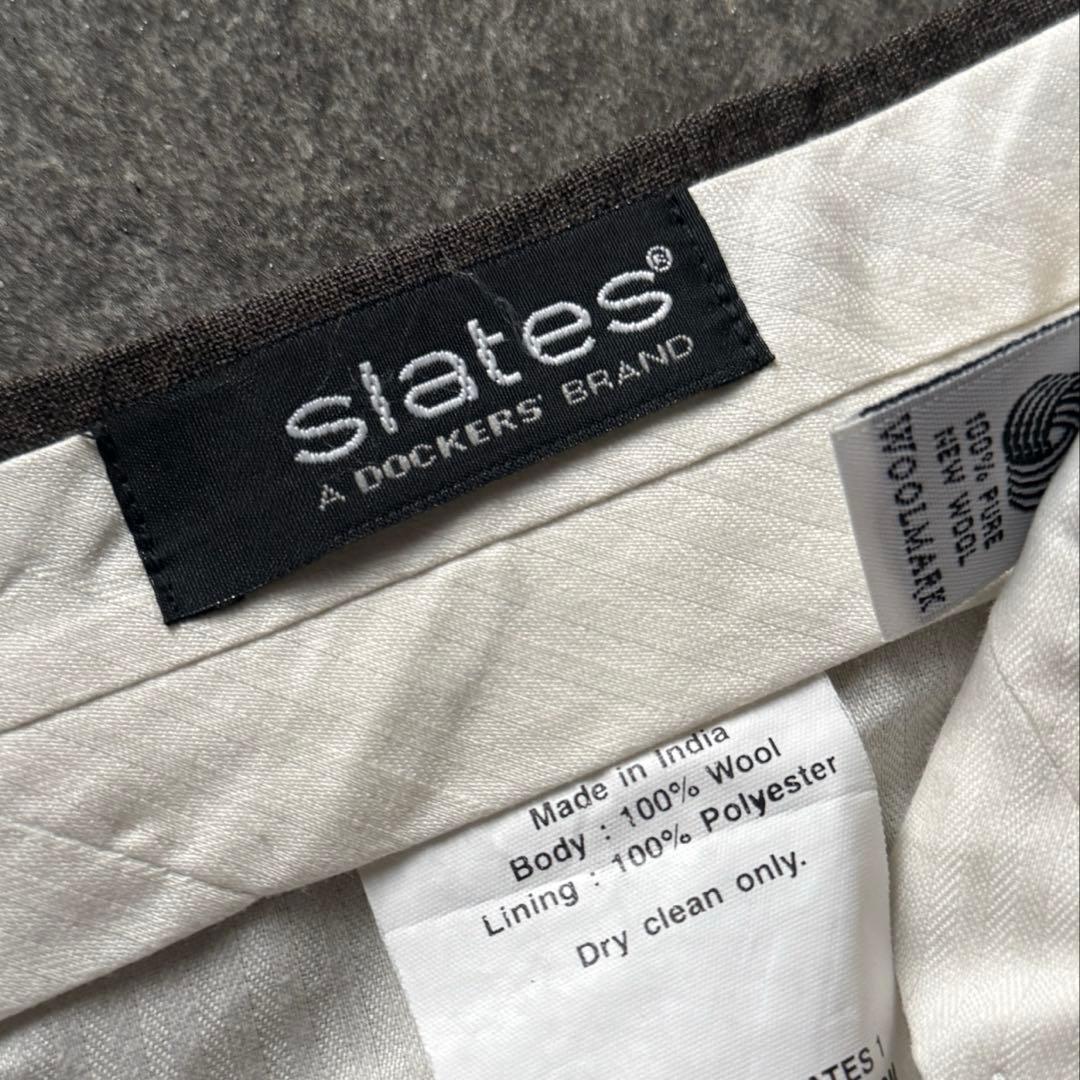 slates®
A DOCKERS® BRAND
100% PURE
NEW WOOL
WOOLMARK
Made in India
Body : 100% Wool
Lining : 100% Polyester
Dry clean only.